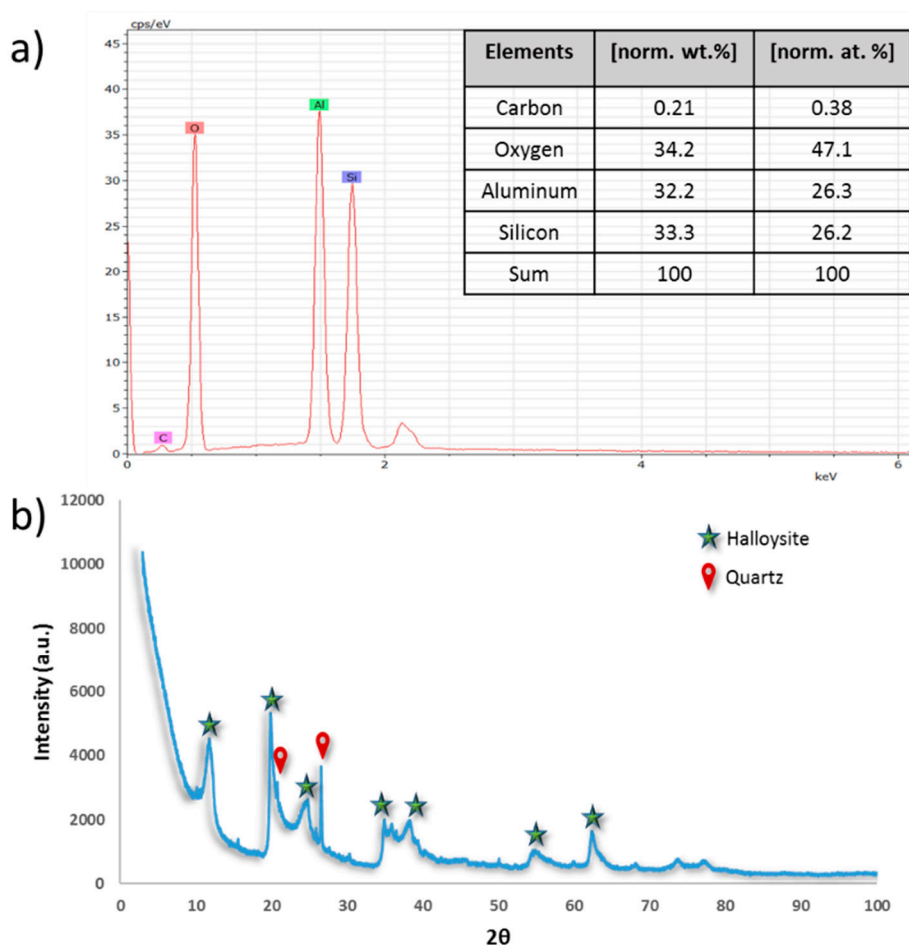 a)
cps/eV
45
40
35
30
25
20
15
10
5
0
O
Al
Si
C
0 2 4 6
keV
Elements [norm. wt.%] [norm. at. %]
Carbon 0.21 0.38
Oxygen 34.2 47.1
Aluminum 32.2 26.3
Silicon 33.3 26.2
Sum 100 100
b)
12000
10000
8000
6000
4000
2000
0
Intensity (a.u.)
Halloysite
Quartz
0 10 20 30 40 50 60 70 80 90 100
2θ